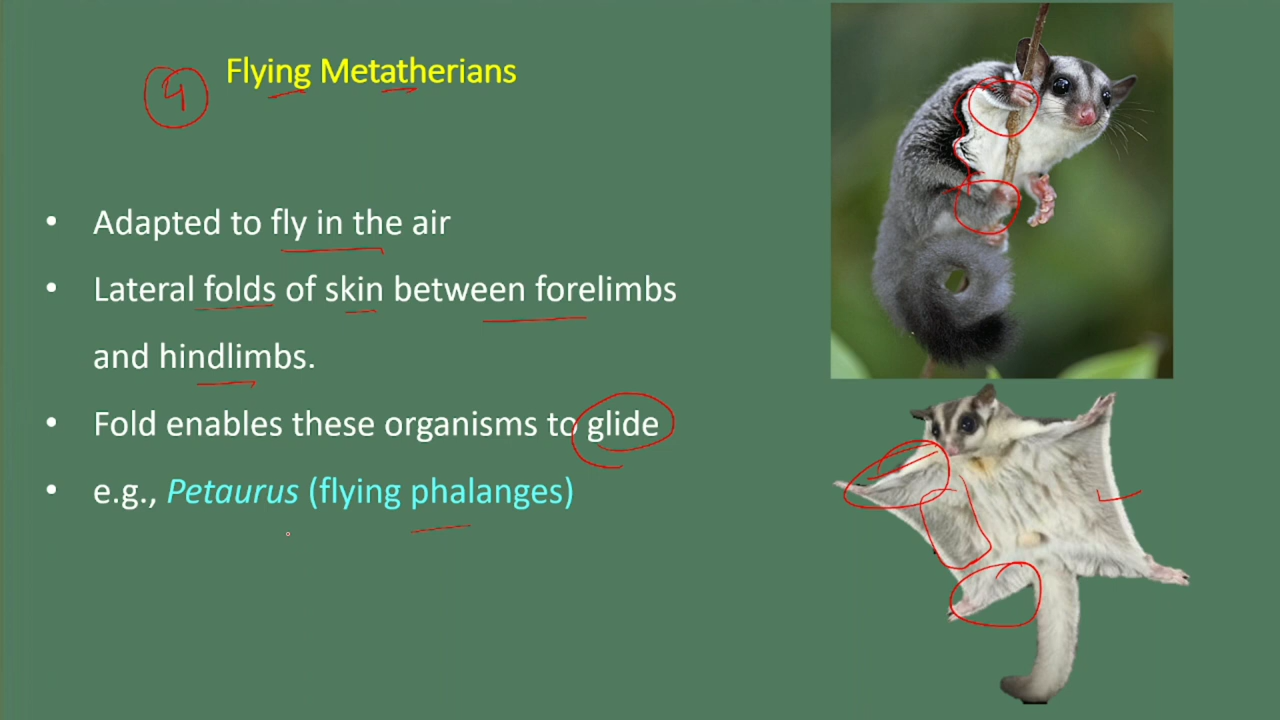 Flying Metatherians
4
• Adapted to fly in the air
• Lateral folds of skin between forelimbs
and hindlimbs.
• Fold enables these organisms to glide
• e.g., Petaurus (flying phalanges)